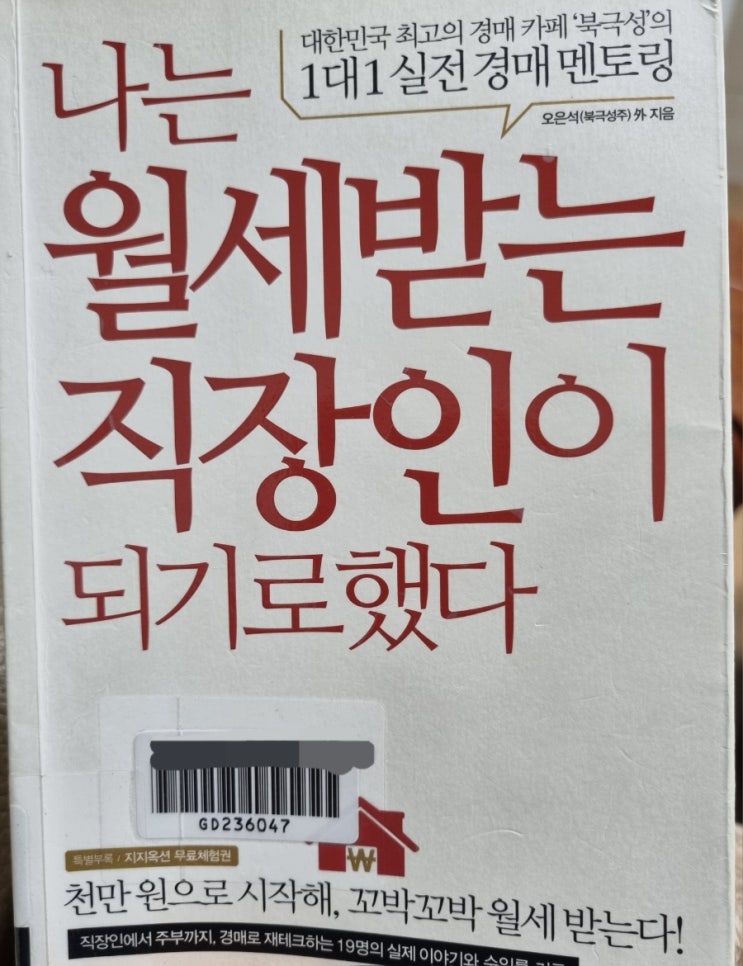 대한민국 최고의 경매 카페 '북극성'의
1대1 실전 경매 멘토링
오은석(북극성주) 外 지음
나는
월세받는
직장인이
되기로했다
GD236047
특별부록 / 지지옥션 무료체험권
₩
천만 원으로 시작해, 꼬박꼬박 월세 받는다!
직장인에서 주부까지, 경매로 재테크하는 19명의 실제 이야기와